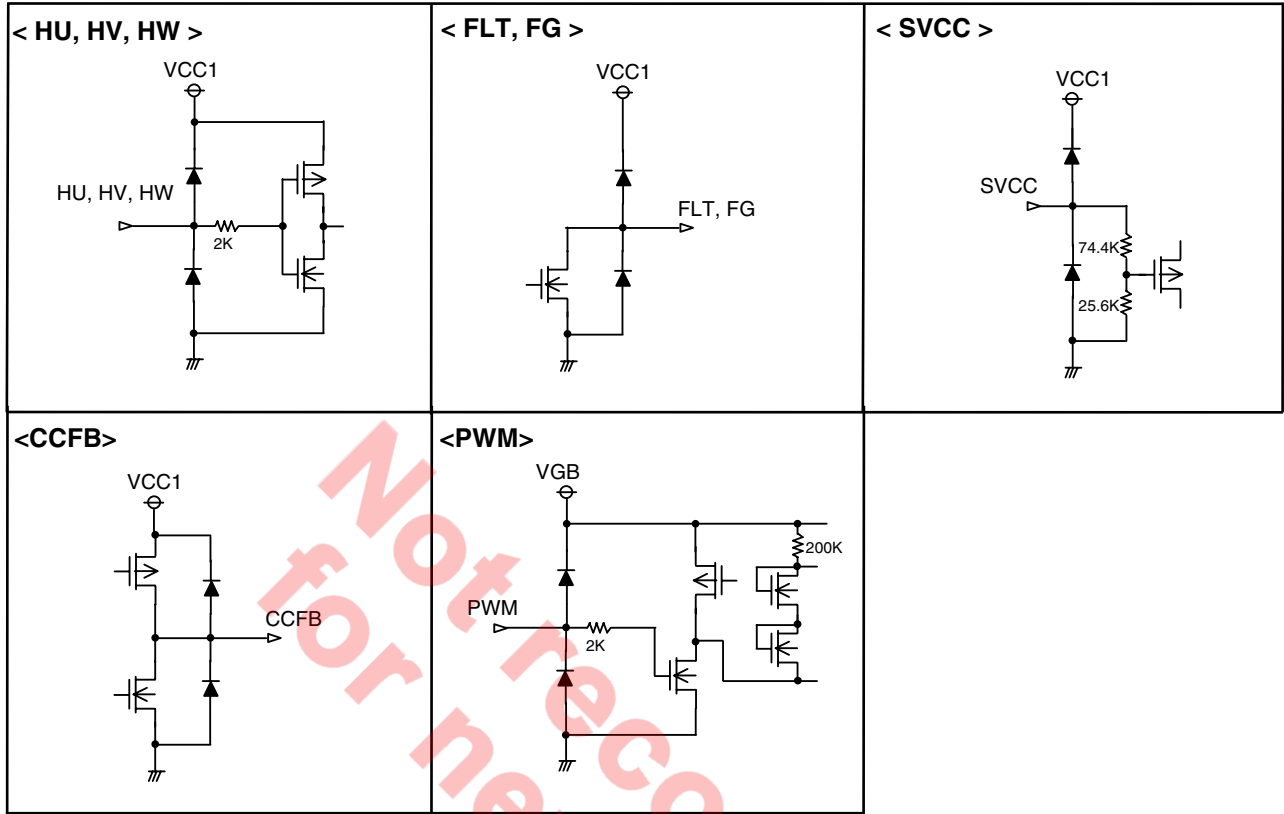 < HU, HV, HW >
VCC1
HU, HV, HW
2K
< FLT, FG >
VCC1
FLT, FG
< SVCC >
VCC1
SVCC
74.4K
25.6K
<CCFB>
VCC1
CCFB
<PWM>
VGB
200K
PWM
2K
Not reco
for ne